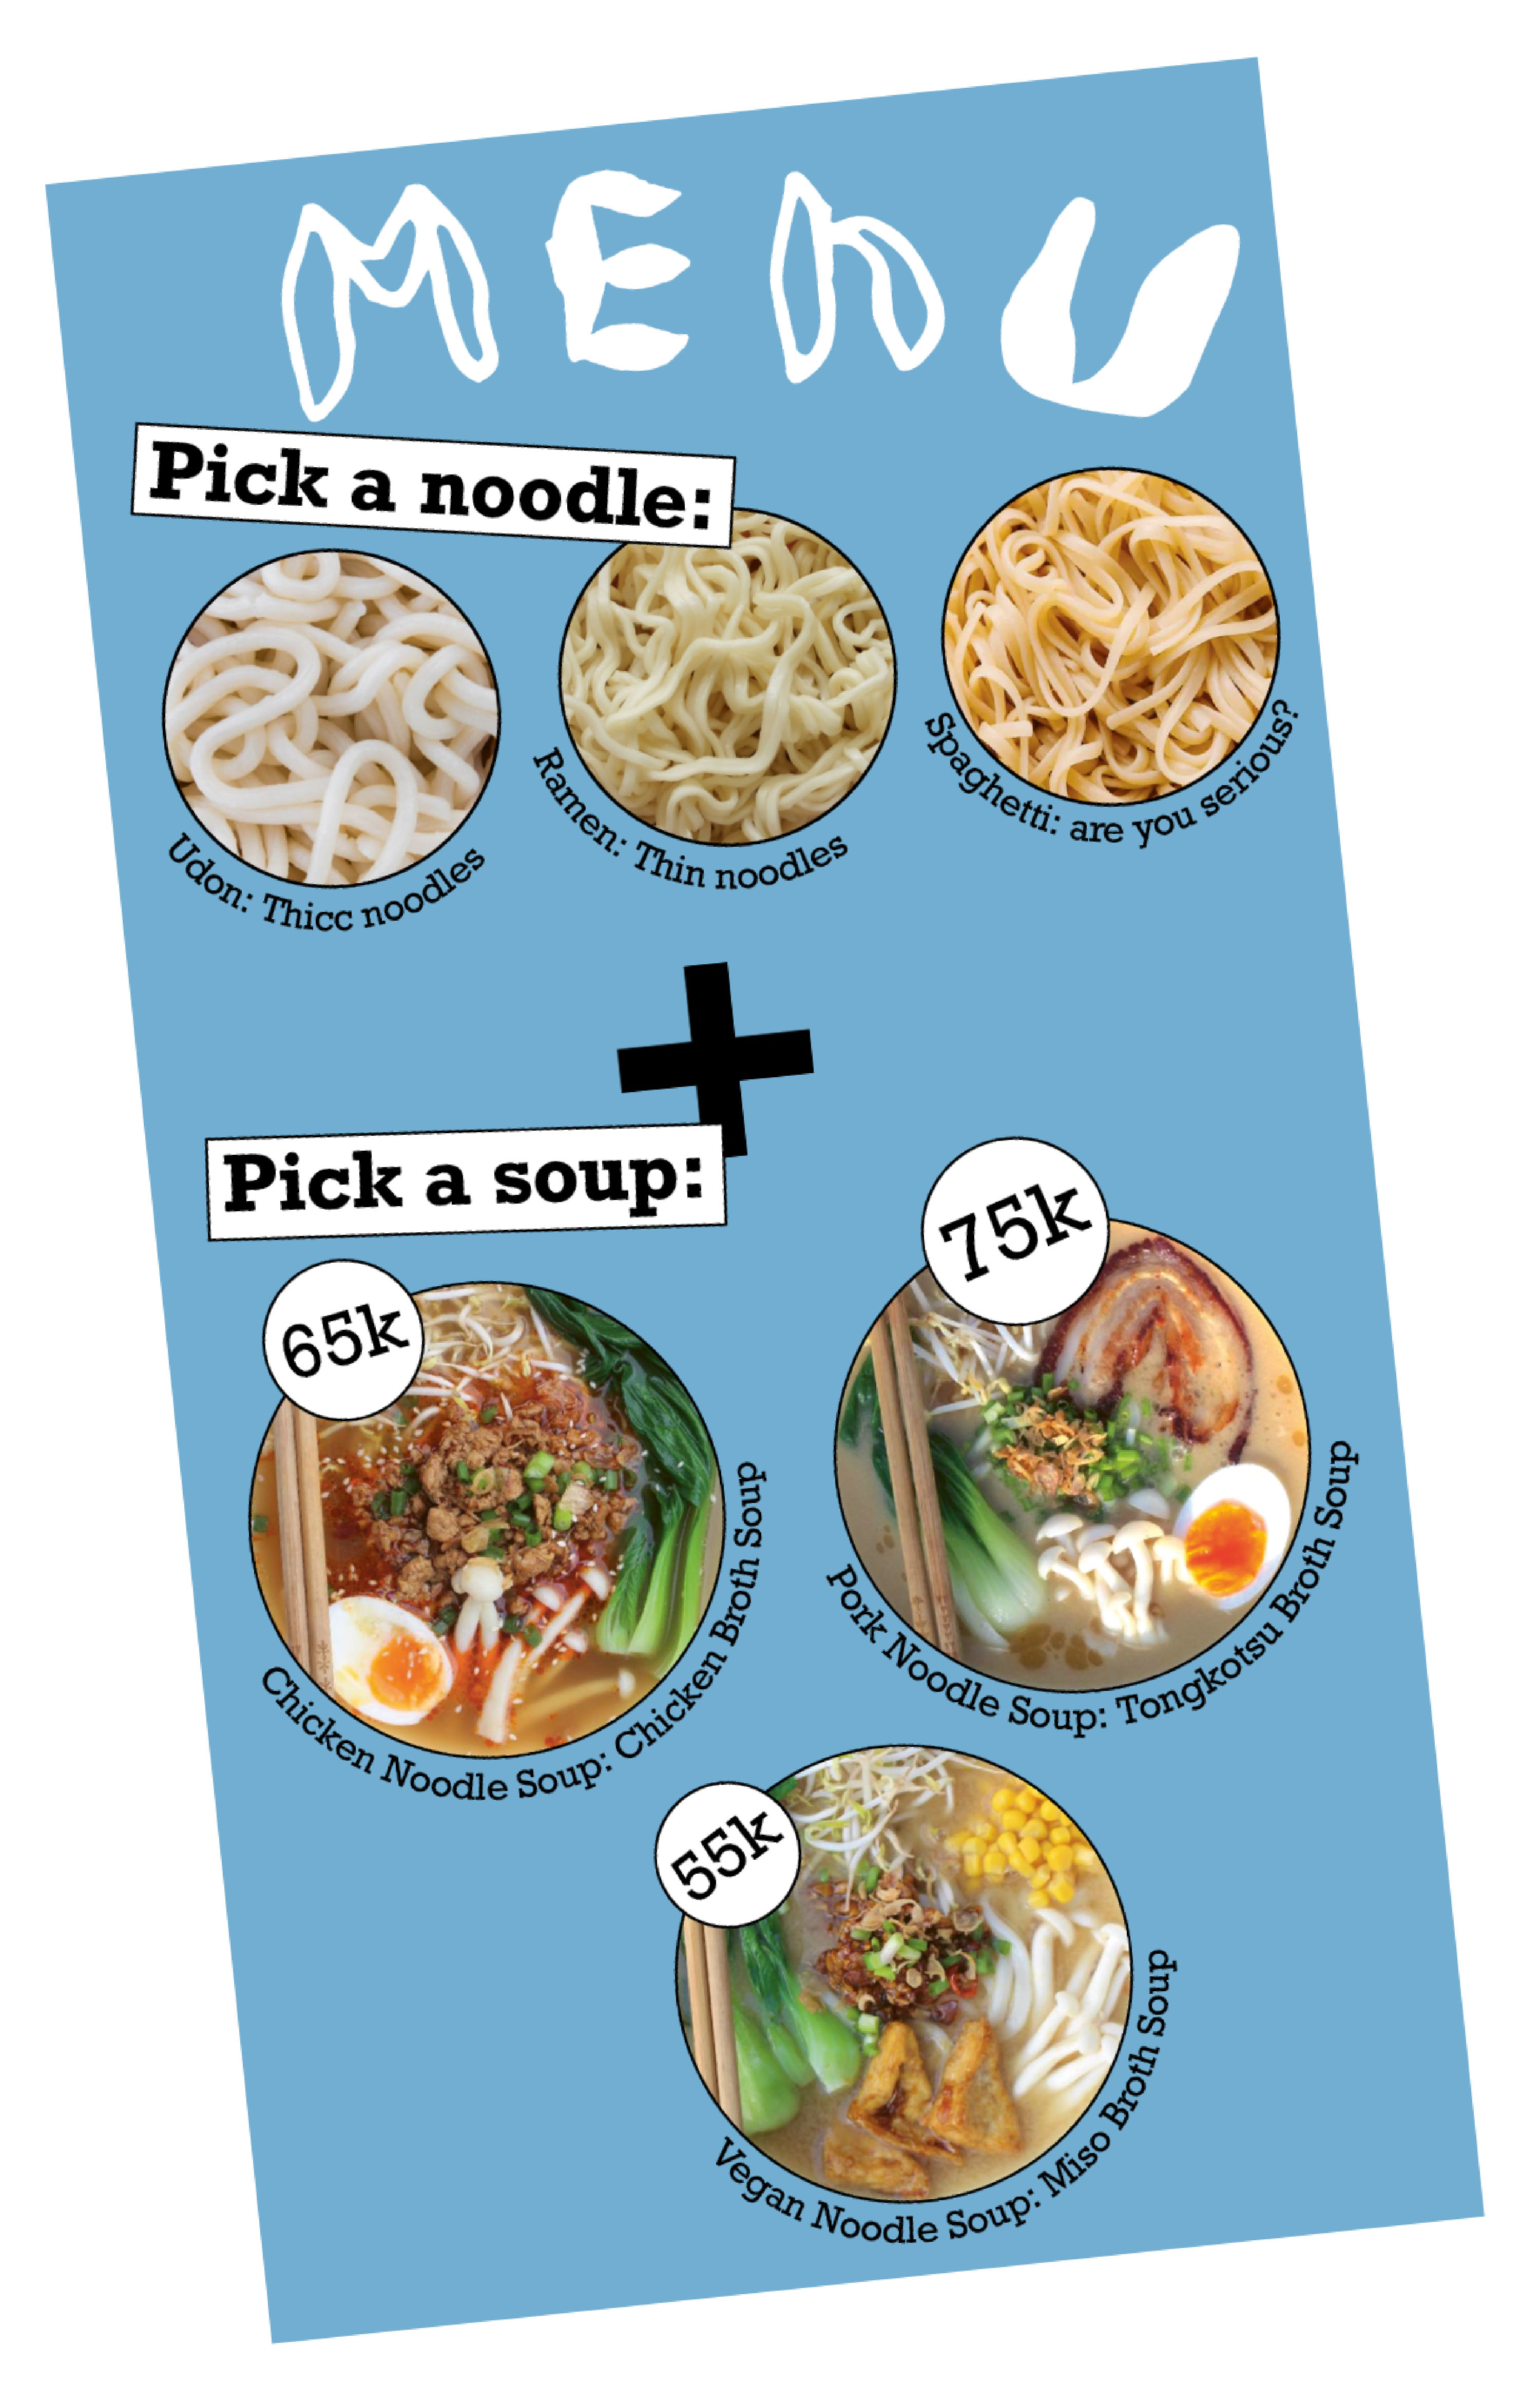 MENU
Pick a noodle:
Udon: Thicc noodles
Ramen: Thin noodles
Spaghetti: are you serious?
+
Pick a soup:
65k
Chicken Noodle Soup: Chicken Broth Soup
75k
Pork Noodle Soup: Tongkotsu Broth Soup
55k
Vegan Noodle Soup: Miso Broth Soup